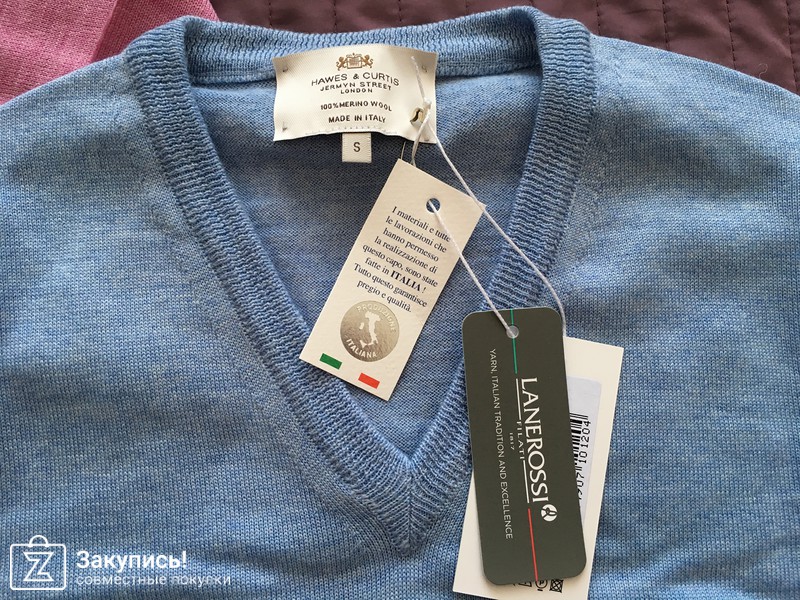 HAWES & CURTIS
JERMYN STREET
LONDON
100% MERINO WOOL
MADE IN ITALY
S
I materiali e tutte
le lavorazioni che
hanno permesso
la realizzazione di
questo capo, sono state
fatte in ITALIA !
Tutto questo garantisce
pregio e qualità.
PRODUZIONE
ITALIANA
LANEROSSI
FILATI
1817
YARN, ITALIAN TRADITION AND EXCELLENCE
Закупись!
совместные покупки